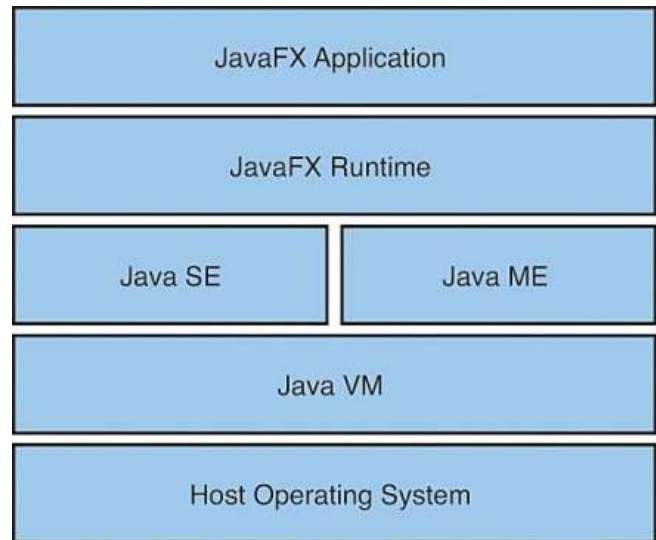 JavaFX Application
JavaFX Runtime
Java SE
Java ME
Java VM
Host Operating System